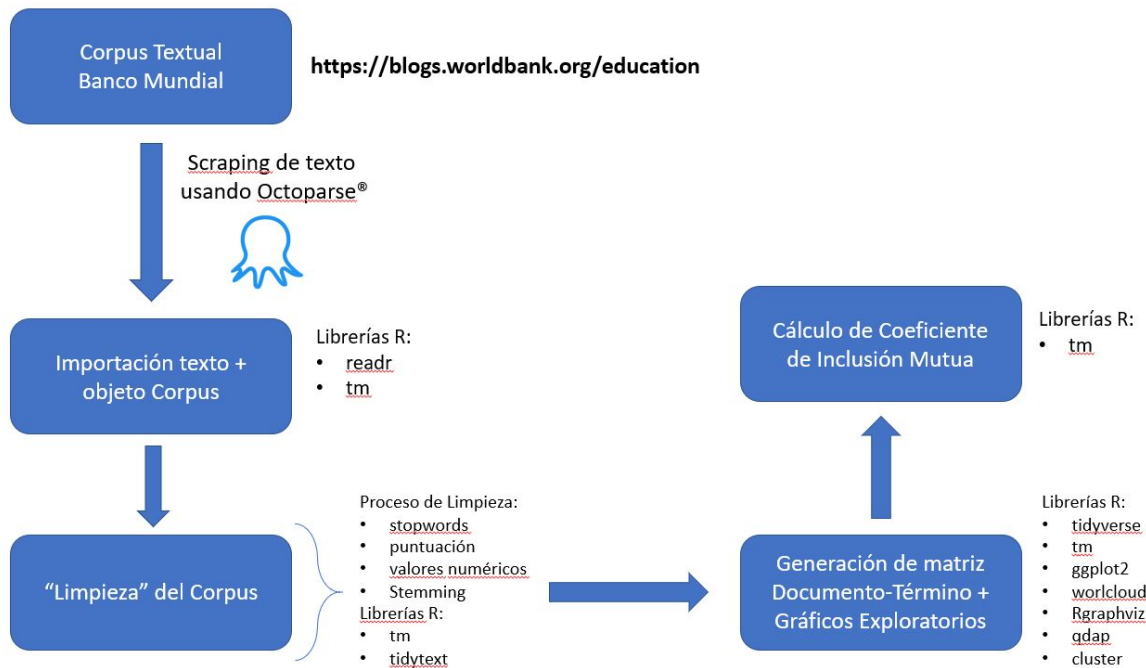 Corpus Textual
Banco Mundial
https://blogs.worldbank.org/education
Scraping de texto
usando Octoparse®
Importación texto +
objeto Corpus
Librerías R:
• readr
• tm
“Limpieza” del Corpus
Proceso de Limpieza:
• stopwords
• puntuación
• valores numéricos
• Stemming
Librerías R:
• tm
• tidytext
Generación de matriz
Documento-Término +
Gráficos Exploratorios
Librerías R:
• tidyverse
• tm
• ggplot2
• worlcloud
• Rgraphviz
• qdap
• cluster
Cálculo de Coeficiente
de Inclusión Mutua
Librerías R:
• tm